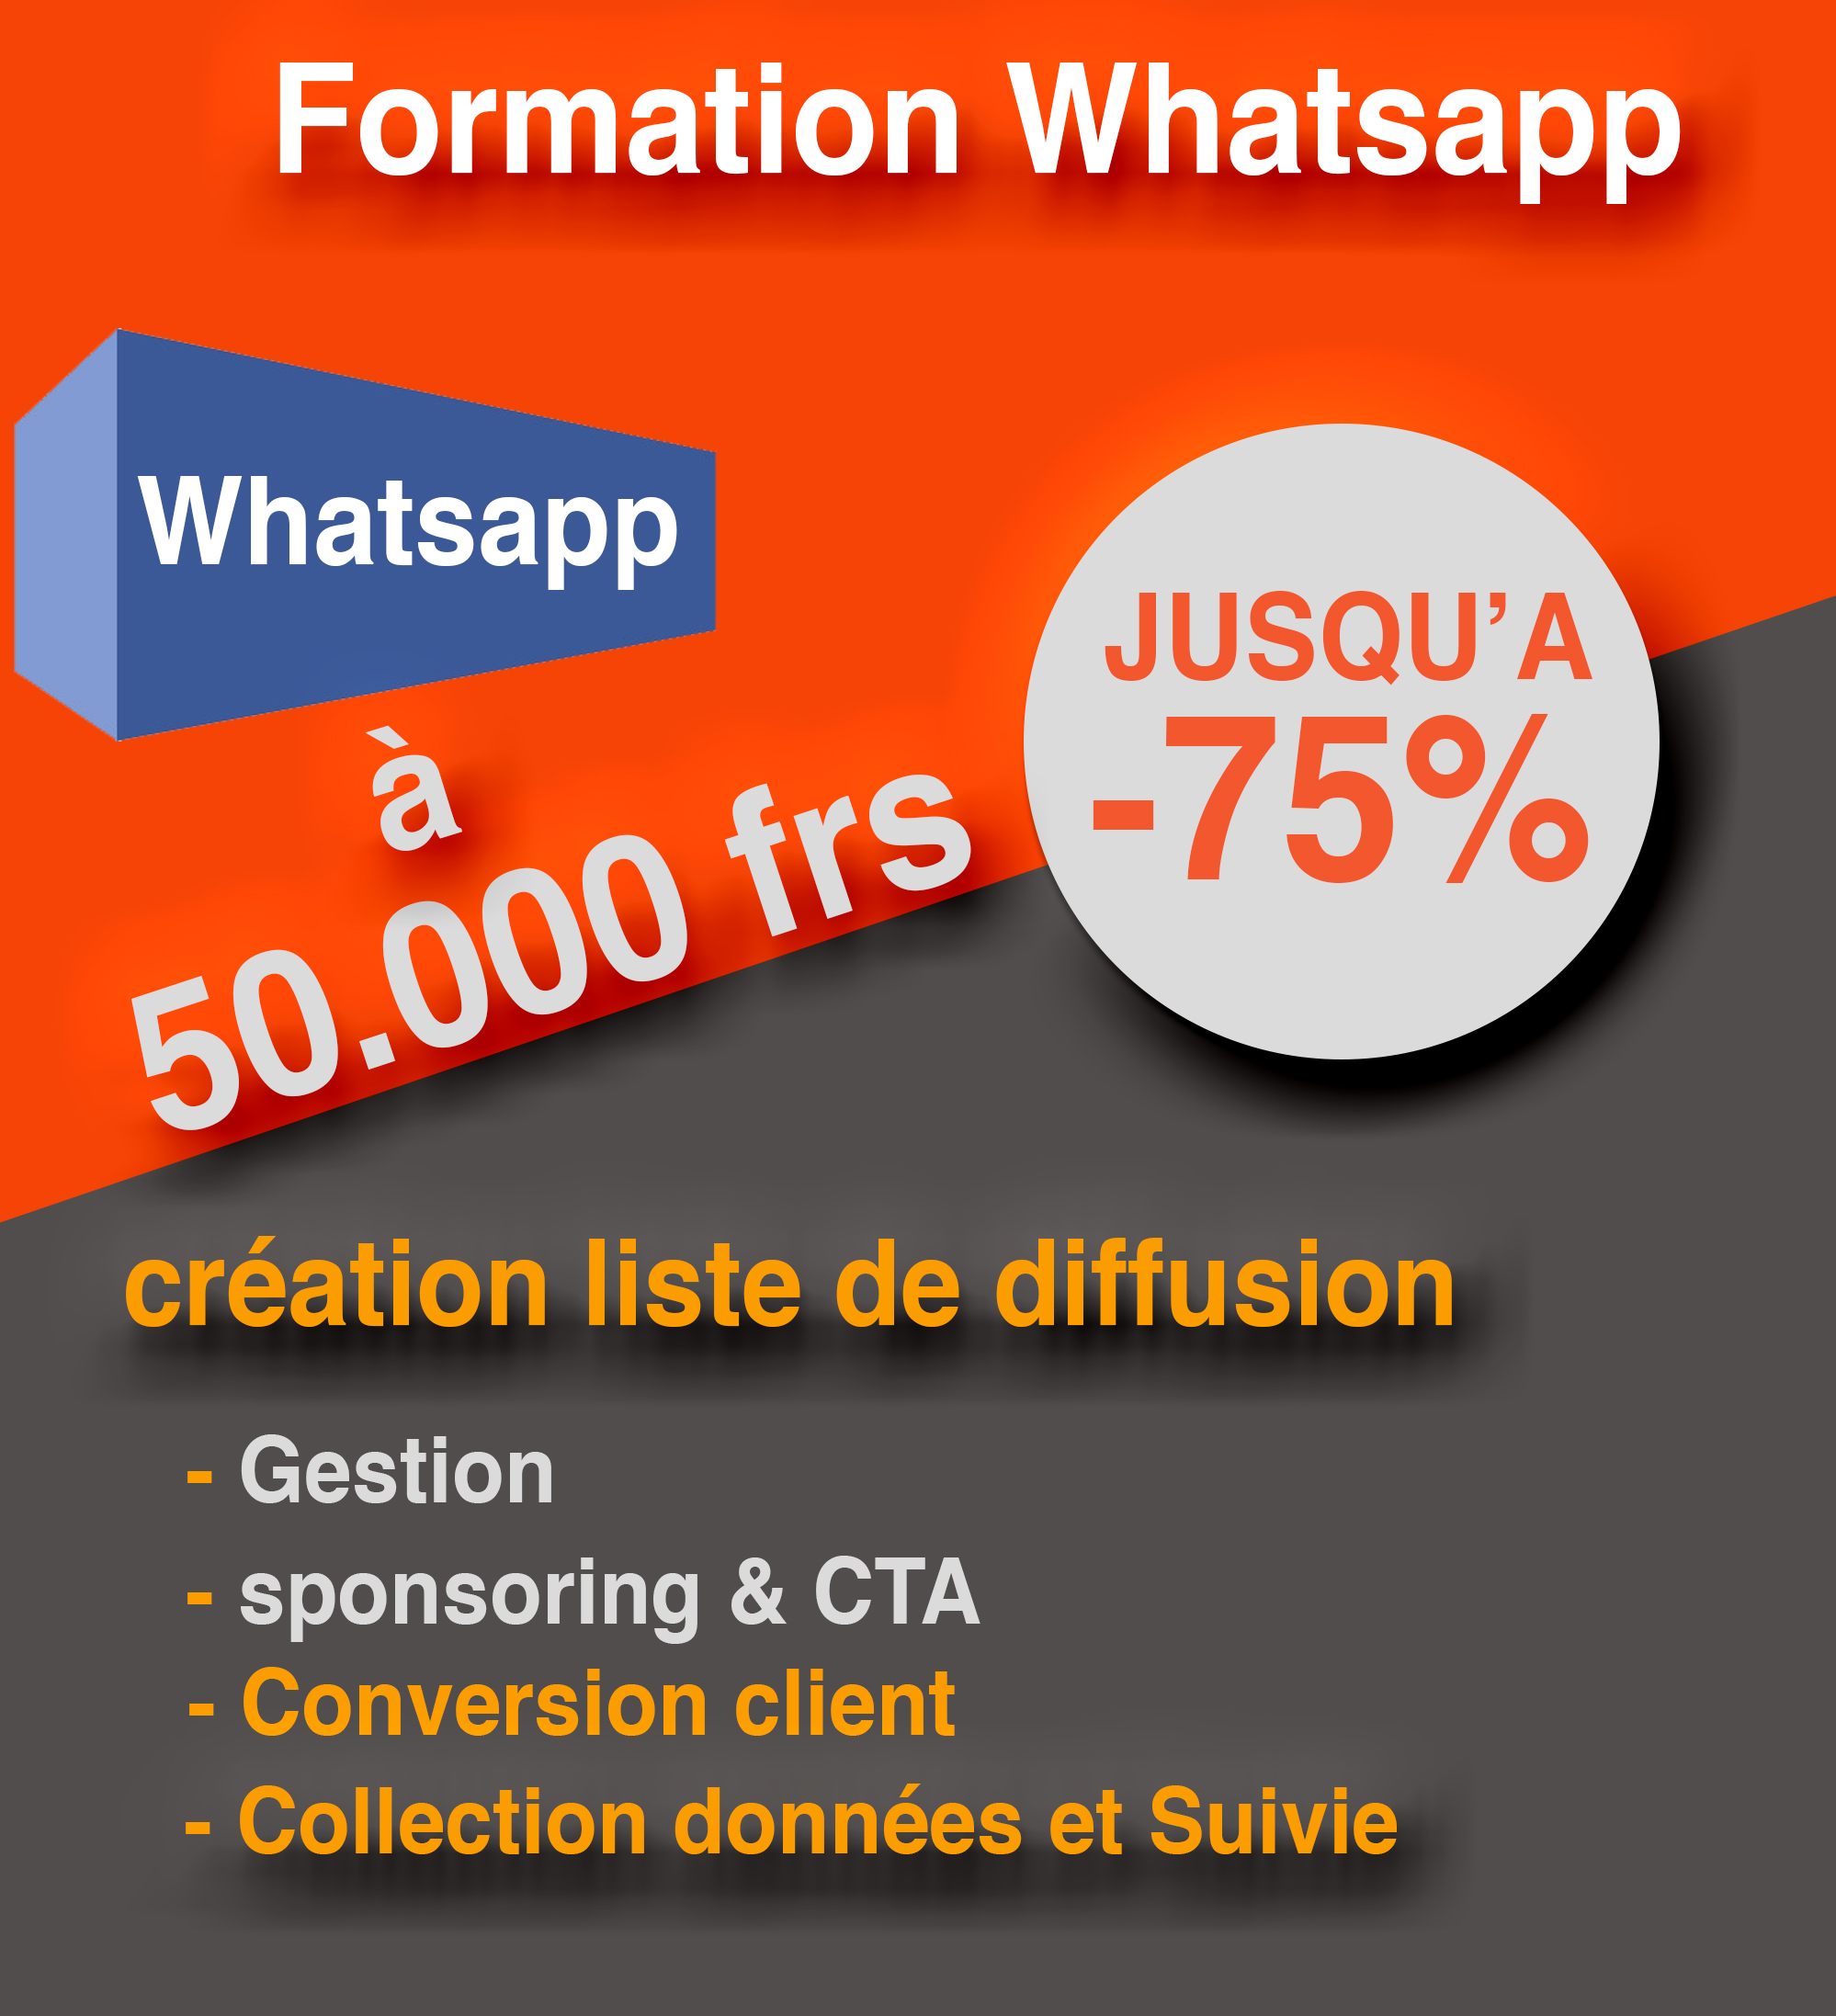 Formation Whatsapp
Whatsapp
à
50.000 frs
JUSQU’A
-75%
création liste de diffusion
- Gestion
- sponsoring & CTA
- Conversion client
- Collection données et Suivie